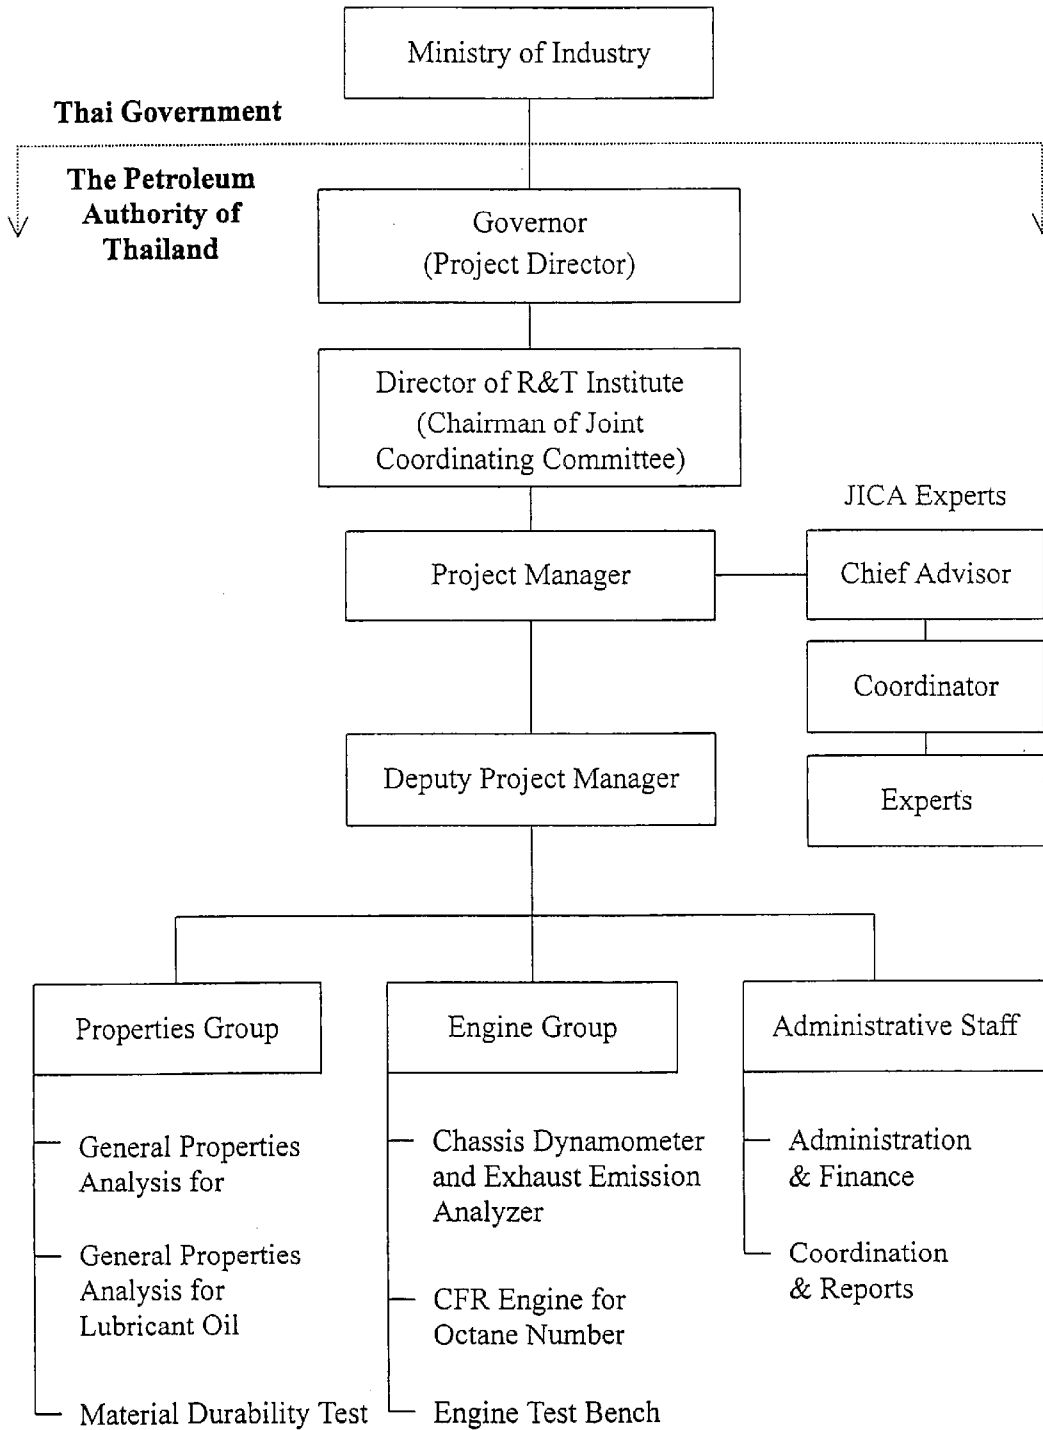 Ministry of Industry
Thai Government
The Petroleum
Authority of
Thailand
Governor
(Project Director)
Director of R&T Institute
(Chairman of Joint
Coordinating Committee)
JICA Experts
Project Manager
Chief Advisor
Coordinator
Deputy Project Manager
Experts
Properties Group
Engine Group
Administrative Staff
General Properties
Analysis for
General Properties
Analysis for
Lubricant Oil
Material Durability Test
Chassis Dynamometer
and Exhaust Emission
Analyzer
CFR Engine for
Octane Number
Engine Test Bench
Administration
& Finance
Coordination
& Reports